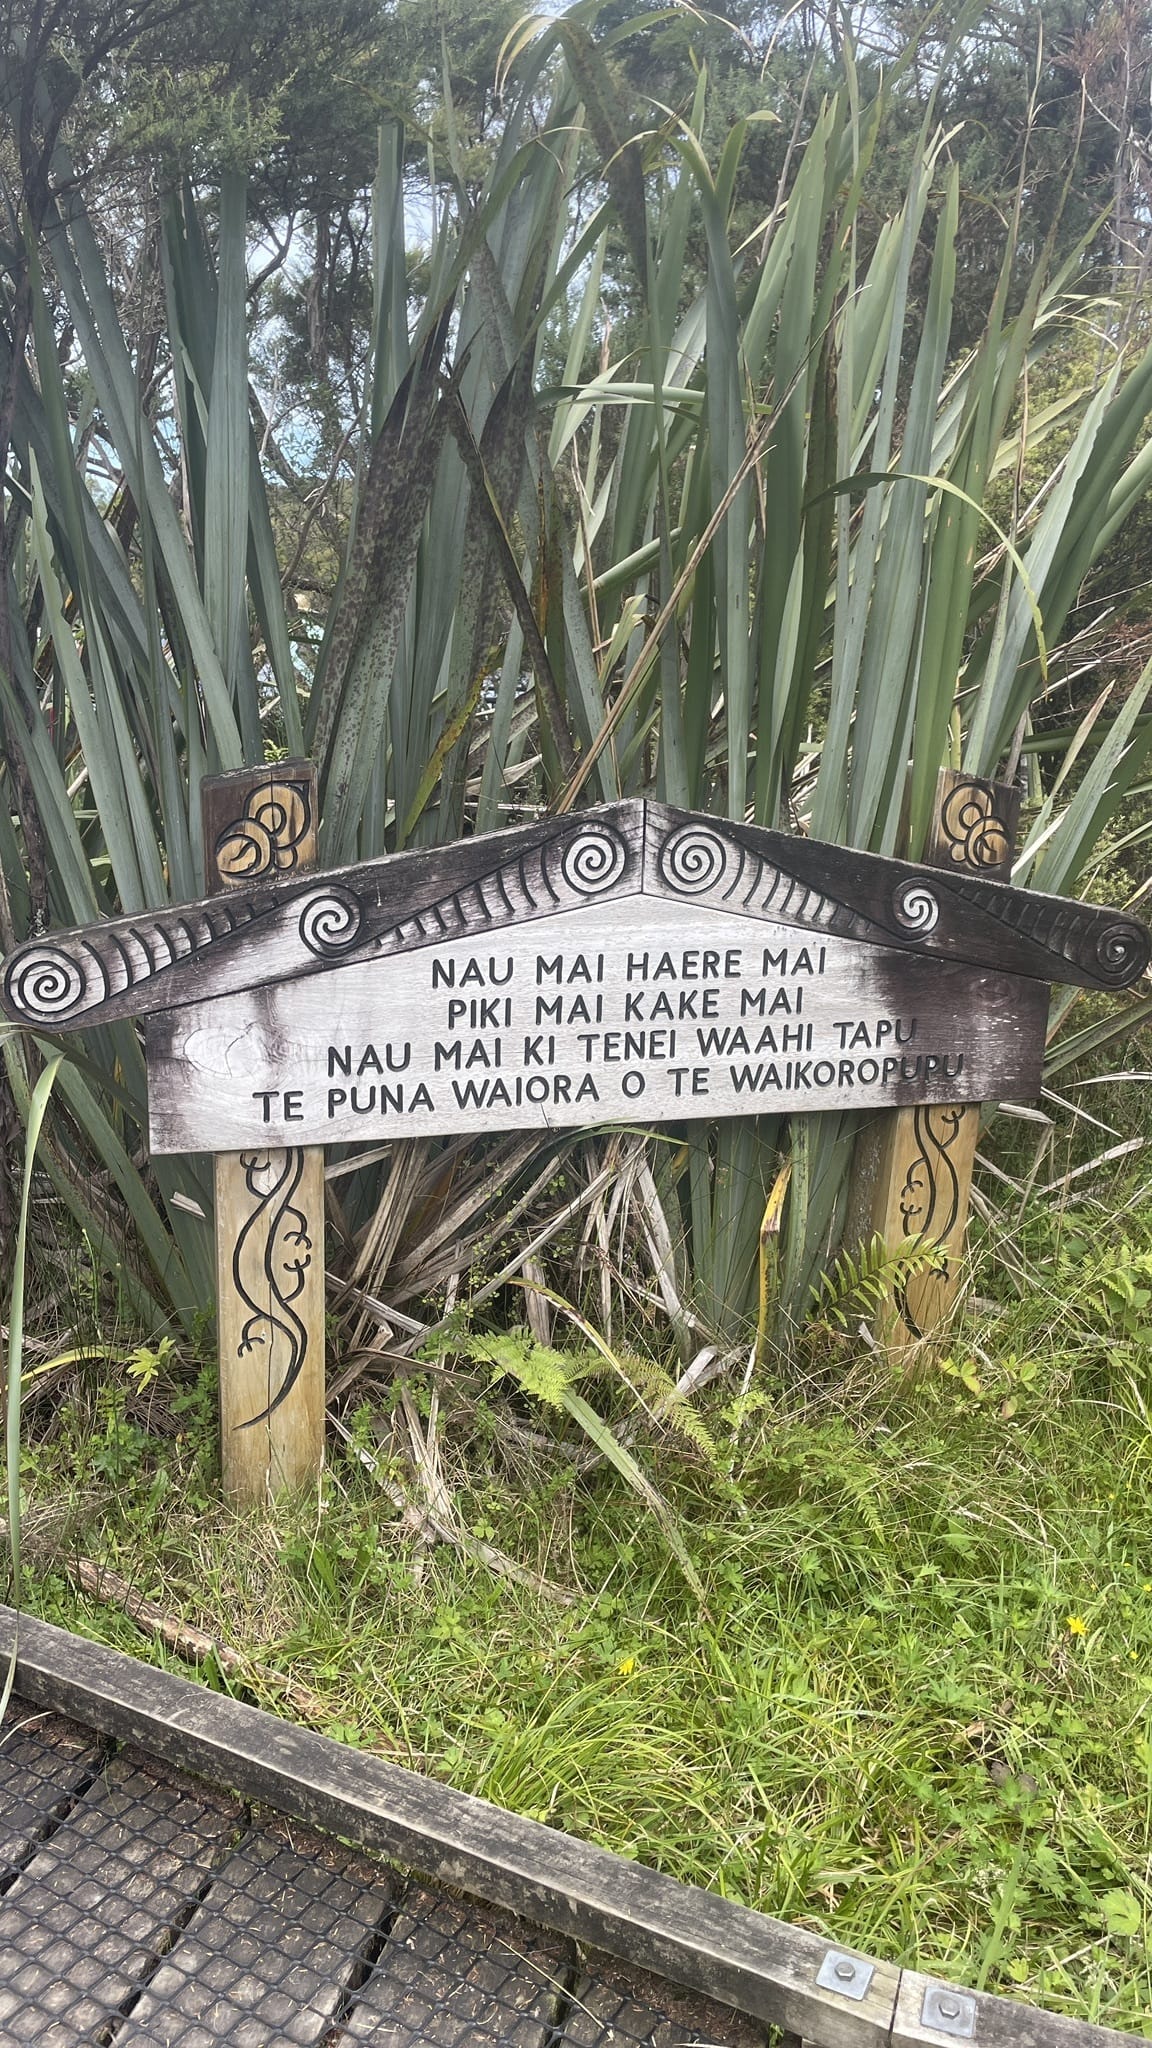 NAU MAI HAERE MAI
PIKI MAI KAKE MAI
NAU MAI KI TENEI WAAHI TAPU
TE PUNA WAIORA O TE WAIKOROPUPU